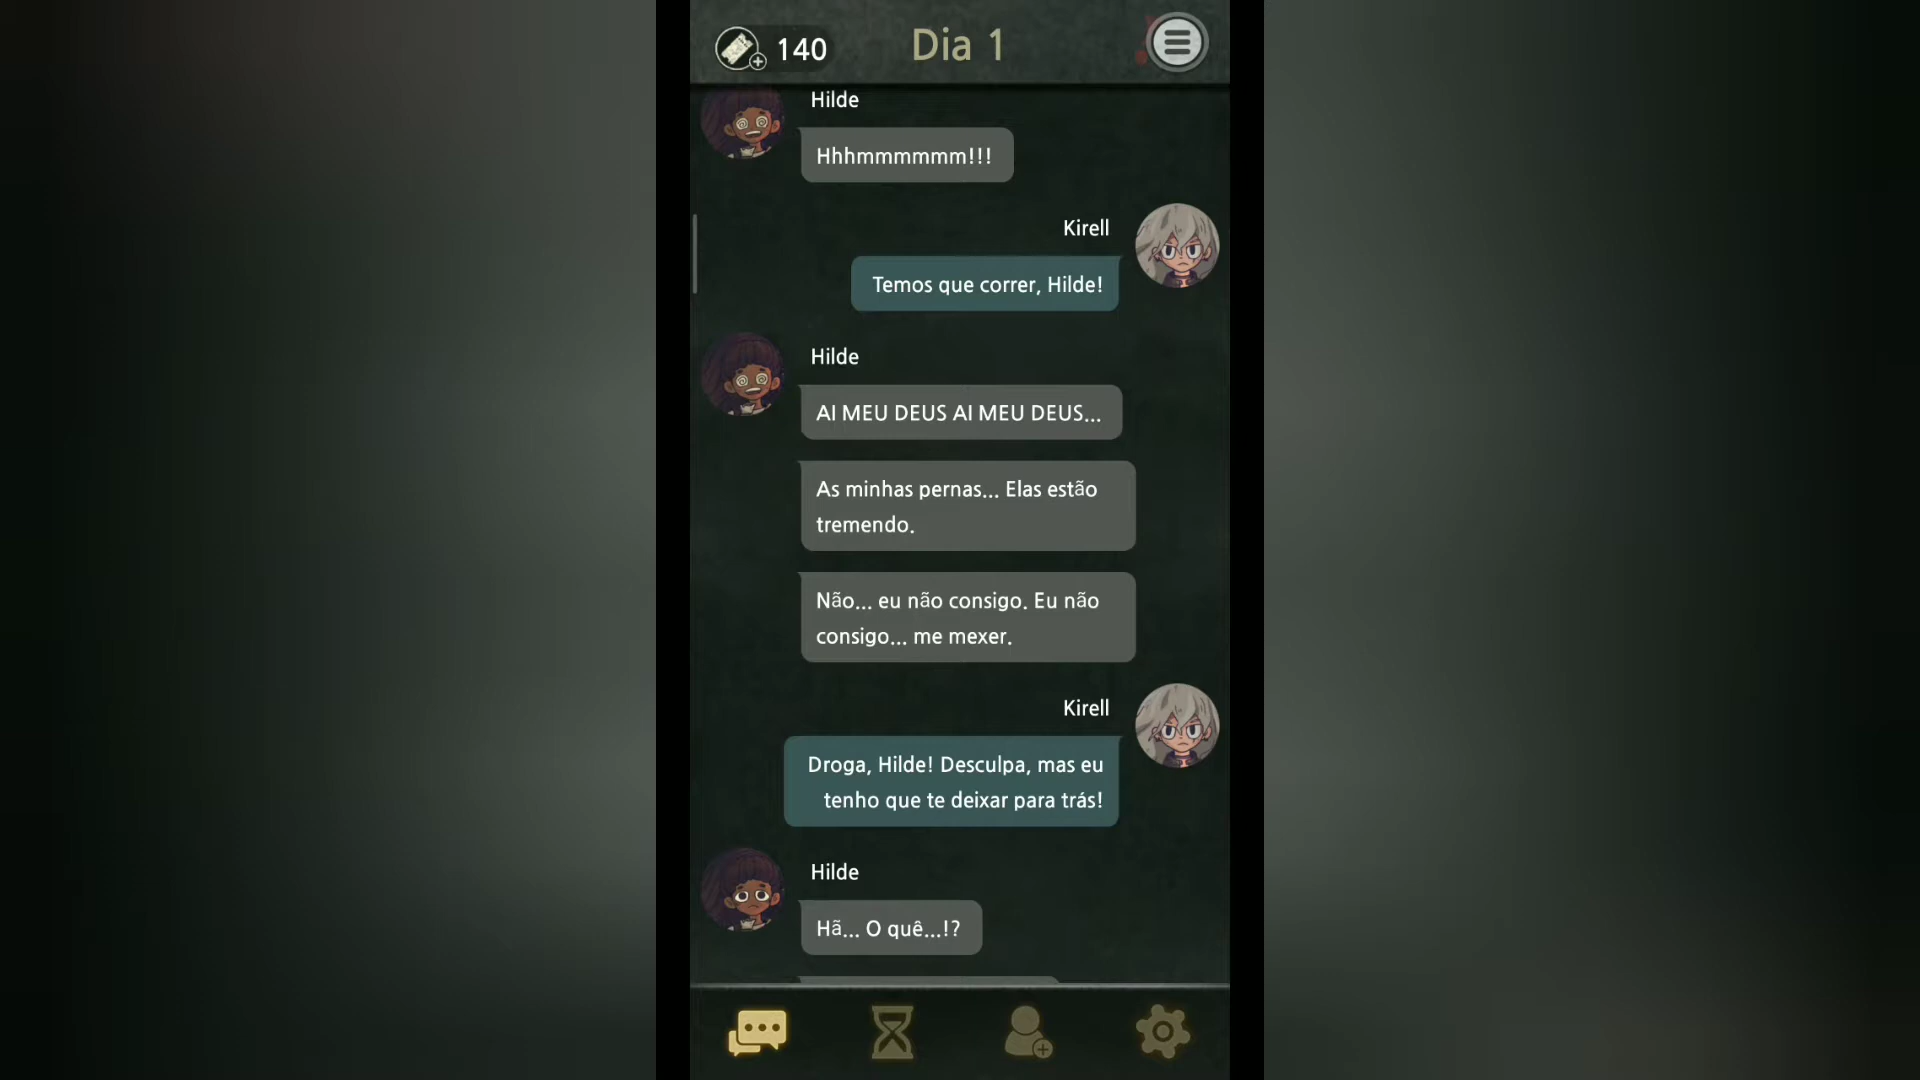 140
Dia 1
Hilde
Hhhmmmmmm!!!
Kirell
Temos que correr, Hilde!
Hilde
AI MEU DEUS AI MEU DEUS...
As minhas pernas... Elas estão
tremendo.
Não... eu não consigo. Eu não
consigo... me mexer.
Kirell
Droga, Hilde! Desculpa, mas eu
tenho que te deixar para trás!
Hilde
Hã... O quê...!?